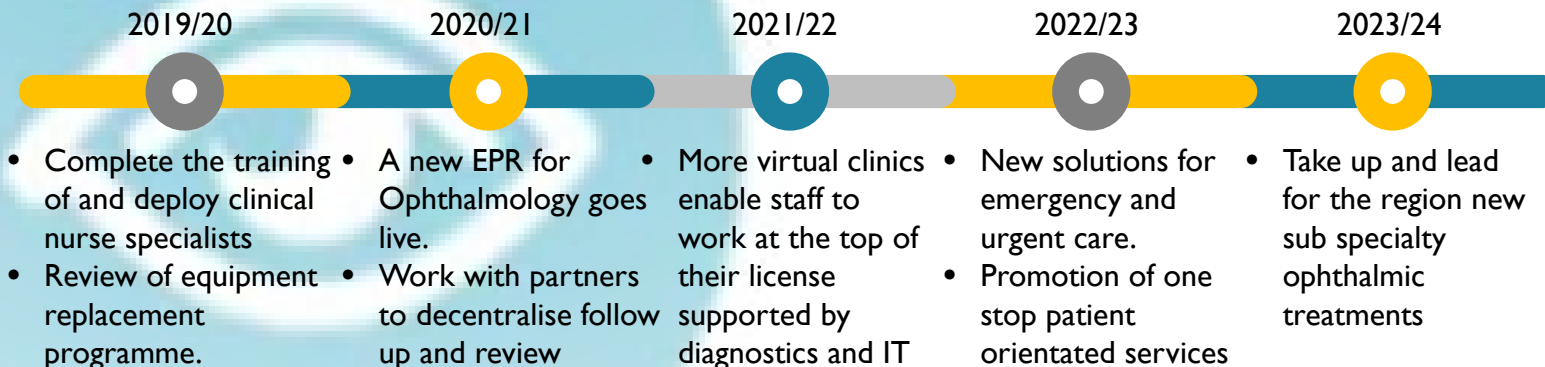 2019/20
2020/21
2021/22
2022/23
2023/24
• Complete the training
of and deploy clinical
nurse specialists
• Review of equipment
replacement
programme.
• A new EPR for
Ophthalmology goes
live.
• Work with partners
to decentralise follow
up and review
• More virtual clinics
enable staff to
work at the top of
their license
supported by
diagnostics and IT
• New solutions for
emergency and
urgent care.
• Promotion of one
stop patient
orientated services
• Take up and lead
for the region new
sub specialty
ophthalmic
treatments